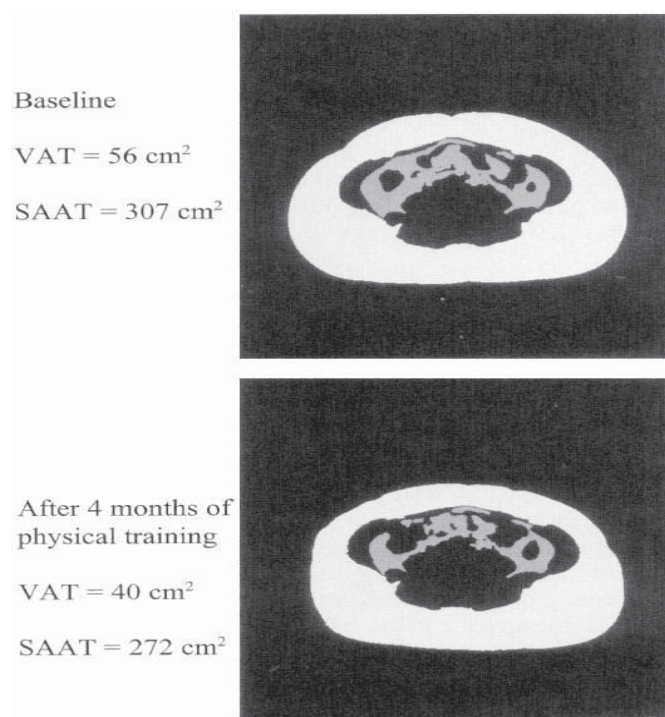 Baseline
VAT = 56 cm²
SAAT = 307 cm²
After 4 months of
physical training
VAT = 40 cm²
SAAT = 272 cm²